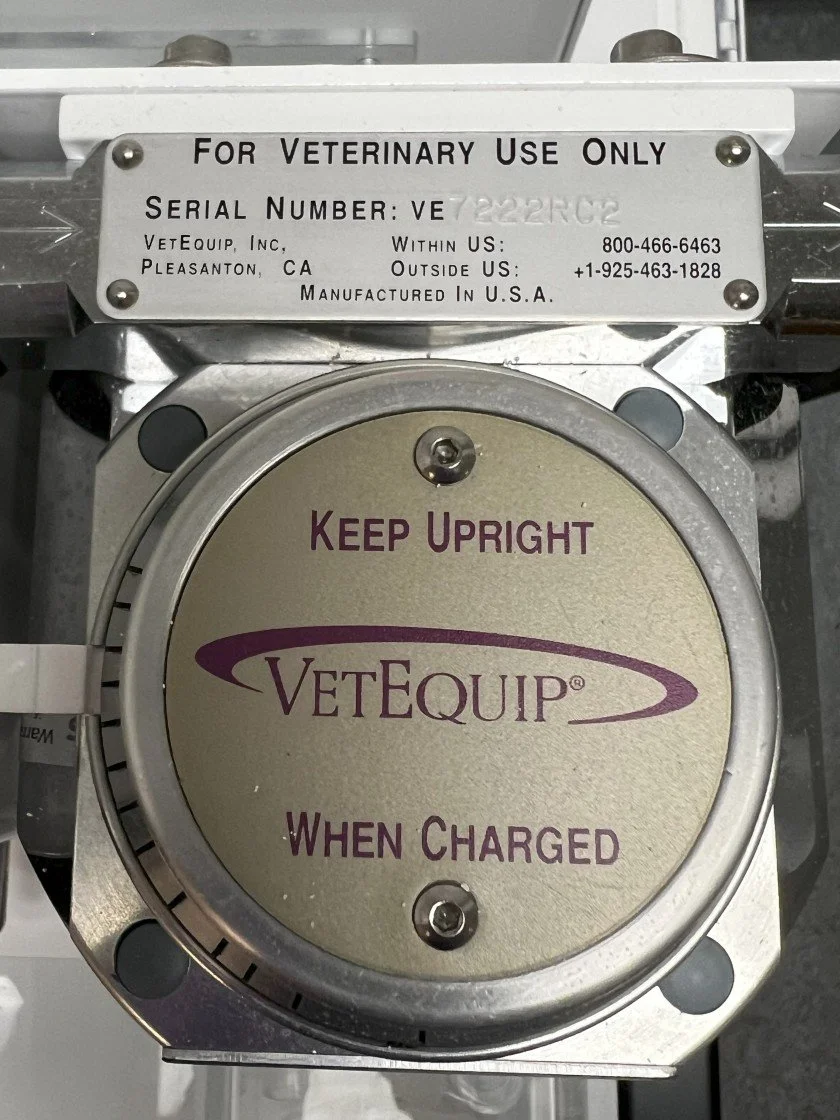 FOR VETERINARY USE ONLY
SERIAL NUMBER: VE7222RC2
VETEQUIP, INC, WITHIN US: 800-466-6463
PLEASANTON, CA OUTSIDE US: +1-925-463-1828
MANUFACTURED IN U.S.A.
KEEP UPRIGHT
VETEQUIP®
WHEN CHARGED